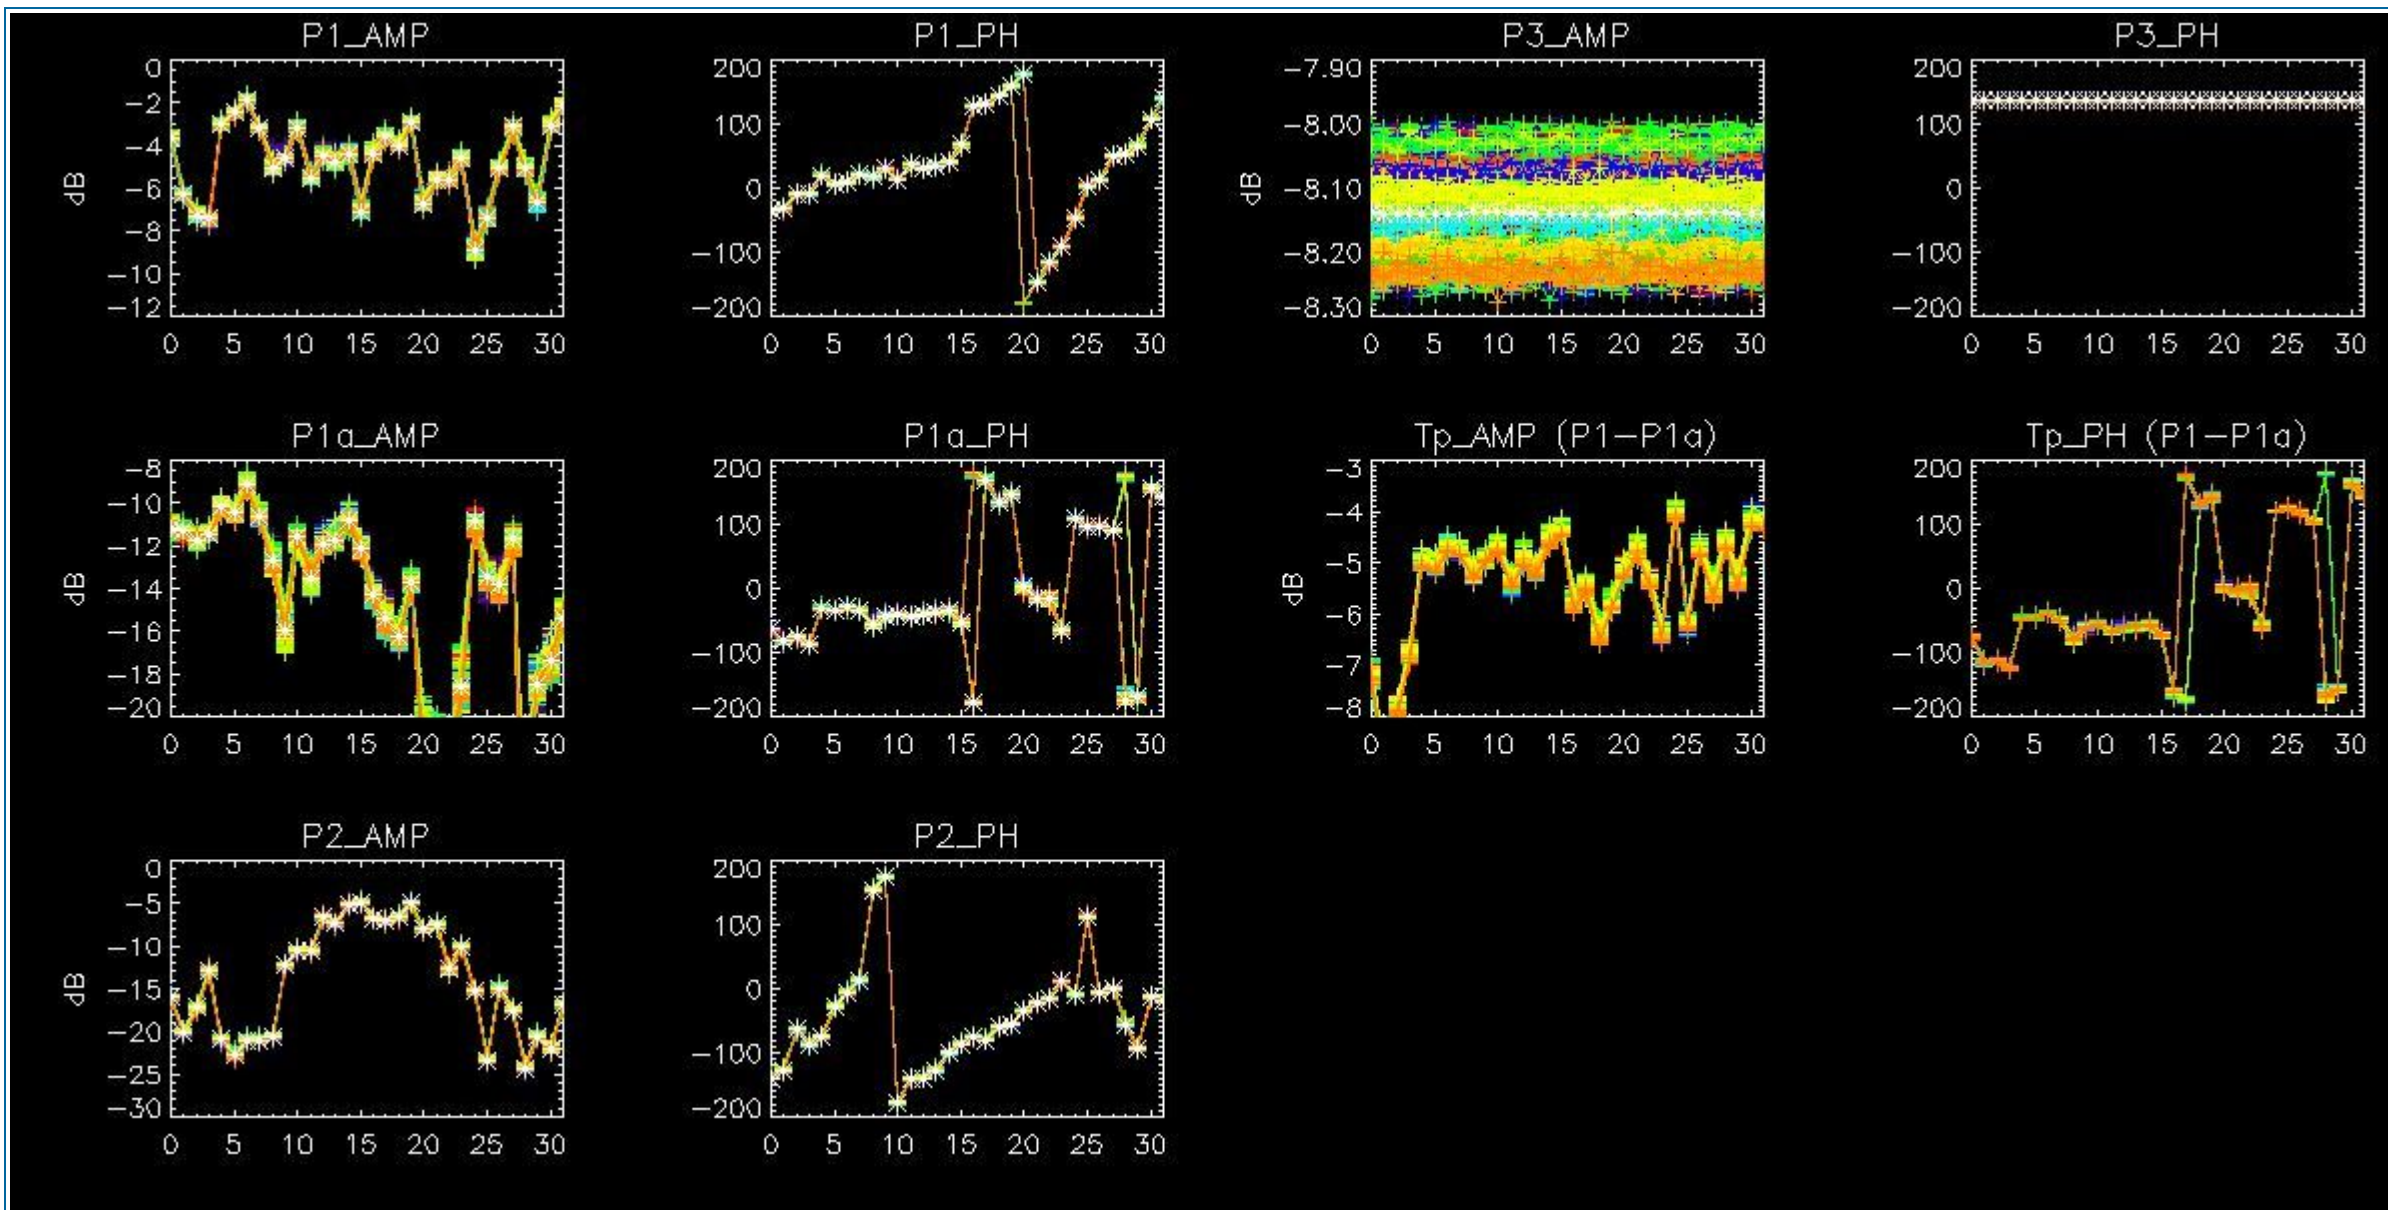 P1_AMP P1_PH P3_AMP P3_PH
0 200 -7.90 200
-2 100 -8.00 100
-4 0 -8.10 0
-6 -100 -8.20 -100
-8 -200 -8.30 -200
-10
-12
dB dB
0 5 10 15 20 25 30 0 5 10 15 20 25 30 0 5 10 15 20 25 30 0 5 10 15 20 25 30
P1a_AMP P1a_PH Tp_AMP (P1-P1a) Tp_PH (P1-P1a)
-8 200 -3 200
-10 100 -4 100
-12 0 -5 0
-14 -100 -6 -100
-16 -200 -7 -200
-18 -8
-20
dB dB
0 5 10 15 20 25 30 0 5 10 15 20 25 30 0 5 10 15 20 25 30 0 5 10 15 20 25 30
P2_AMP P2_PH
0 200
-5 100
-10 0
-15 -100
-20 -200
-25
-30
dB
0 5 10 15 20 25 30 0 5 10 15 20 25 30